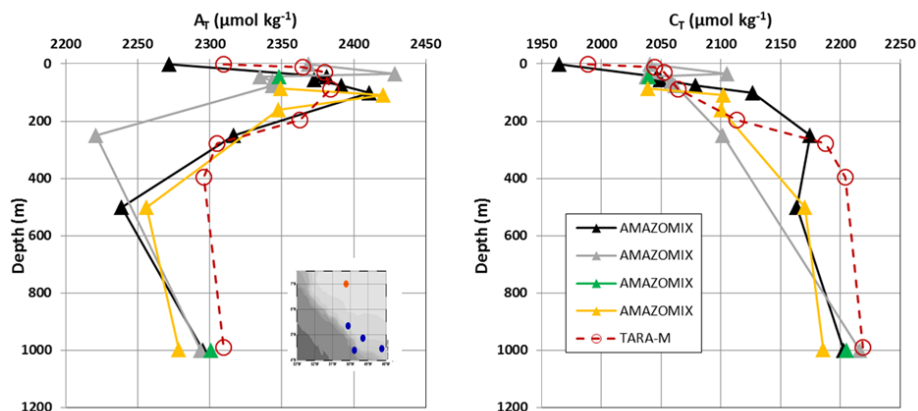 A_T (µmol kg⁻¹)
2200 2250 2300 2350 2400 2450
0
200
400
600
800
1000
1200
Depth (m)
C_T (µmol kg⁻¹)
1950 2000 2050 2100 2150 2200 2250
0
200
400
600
800
1000
1200
Depth (m)
AMAZOMIX
AMAZOMIX
AMAZOMIX
AMAZOMIX
TARA-M